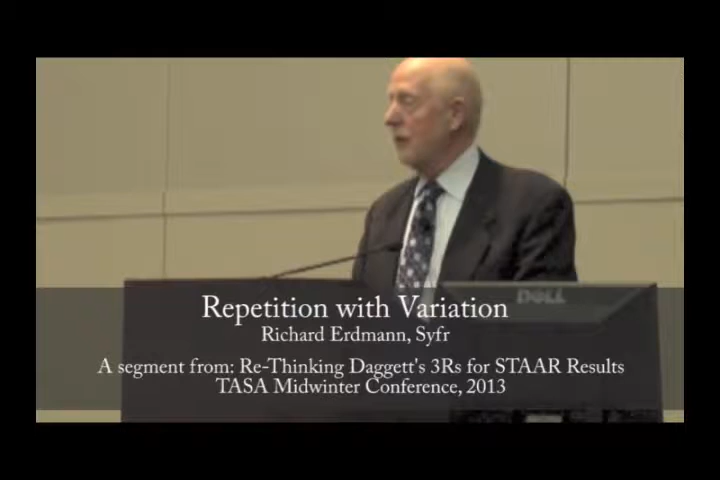 DELL
Repetition with Variation
Richard Erdmann, Syfr
A segment from: Re-Thinking Daggett's 3Rs for STAAR Results
TASA Midwinter Conference, 2013